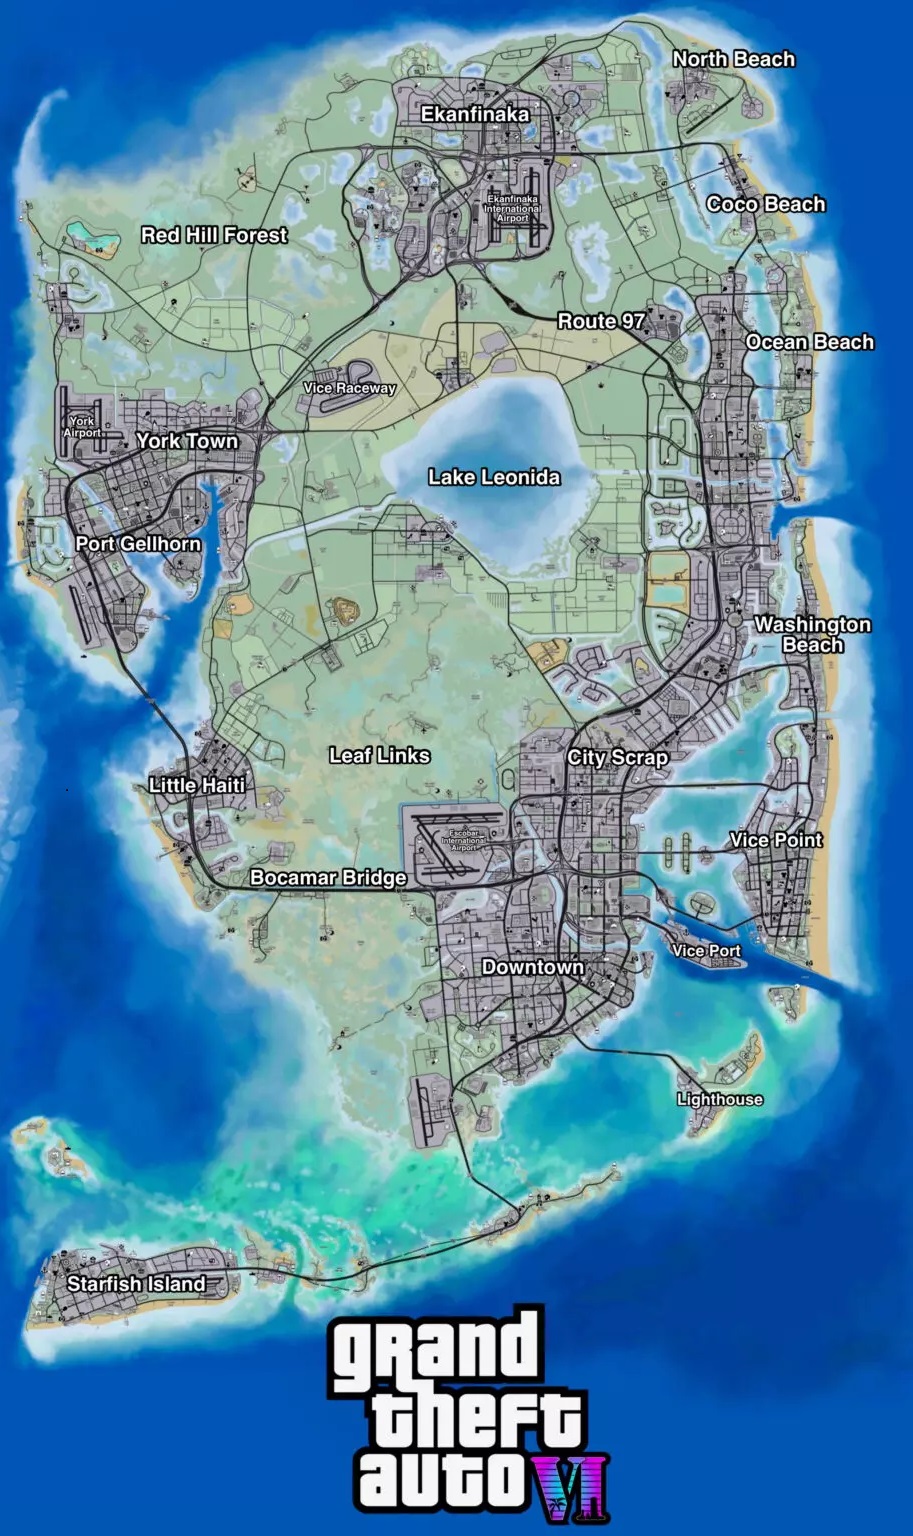 North Beach
Ekanfinaka
Coco Beach
Ekanfinaka
International
Airport
Red Hill Forest
Route 97
Ocean Beach
Vice Raceway
York
Airport
York Town
Lake Leonida
Port Gellhorn
Washington
Beach
Leaf Links
City Scrap
Little Haiti
Escobar
International
Airport
Vice Point
Bocamar Bridge
Vice Port
Downtown
Lighthouse
Starfish Island
grand
theft
auto VI